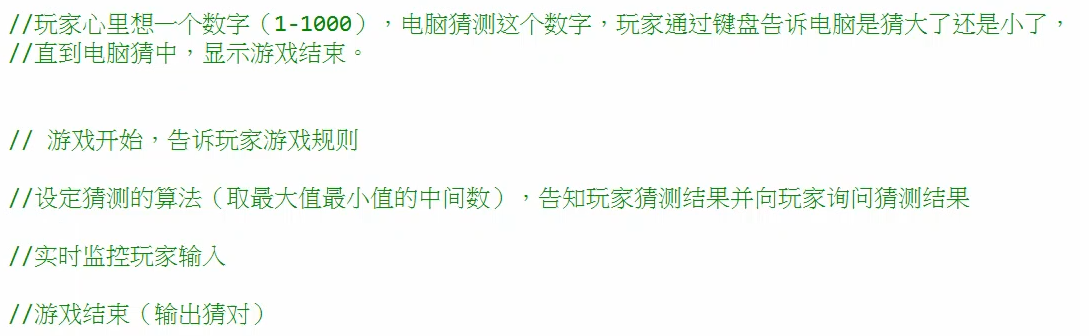 //玩家心里想一个数字（1-1000），电脑猜测这个数字，玩家通过键盘告诉电脑是猜大了还是小了，
//直到电脑猜中，显示游戏结束。
// 游戏开始，告诉玩家游戏规则
//设定猜测的算法（取最大值最小值的中间数），告知玩家猜测结果并向玩家询问猜测结果
//实时监控玩家输入
//游戏结束（输出猜对）